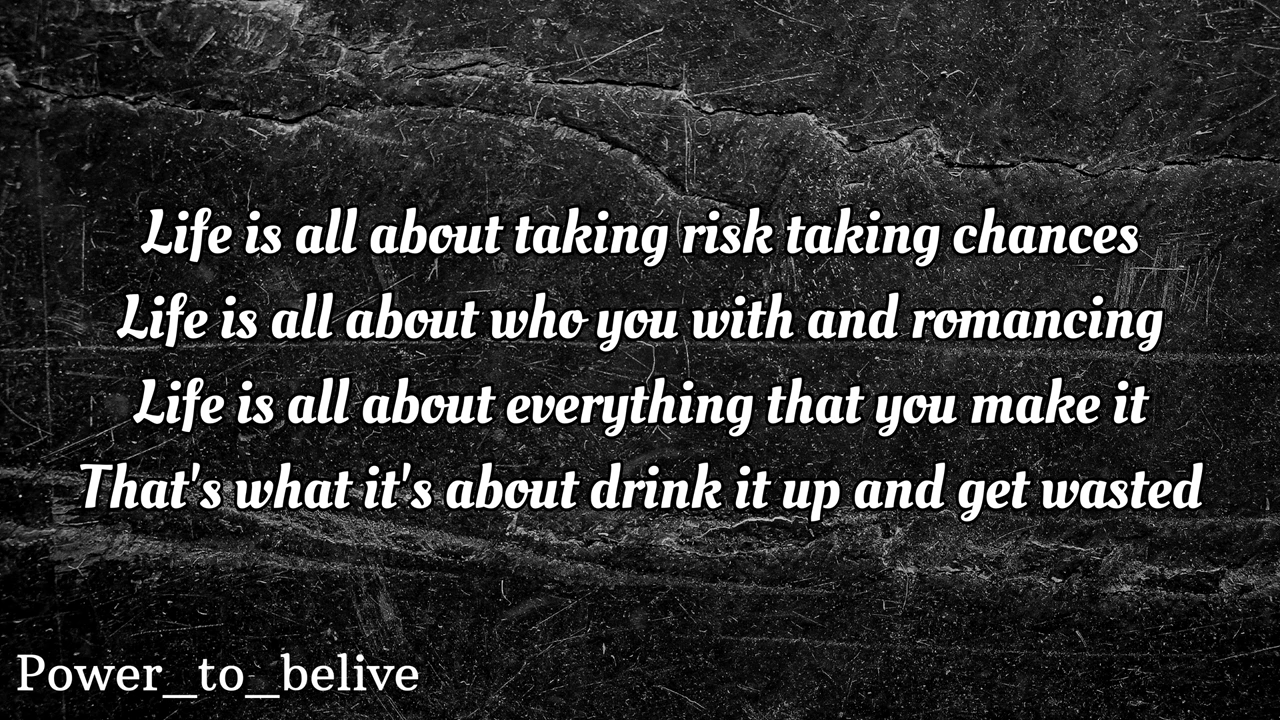 Life is all about taking risk taking chances
Life is all about who you with and romancing
Life is all about everything that you make it
That's what it's about drink it up and get wasted
Power_to_belive